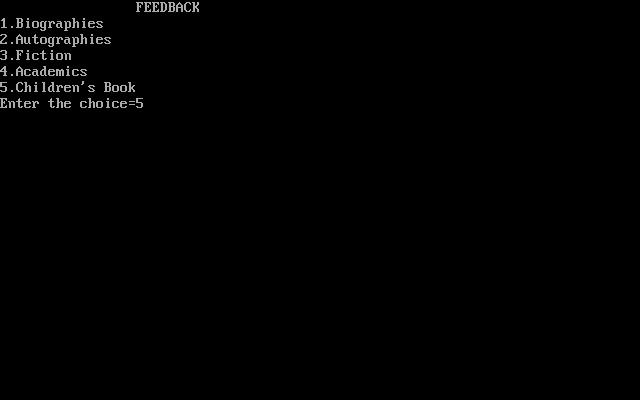 FEEDBACK
1.Biographies
2.Autographies
3.Fiction
4.Academics
5.Children's Book
Enter the choice=5